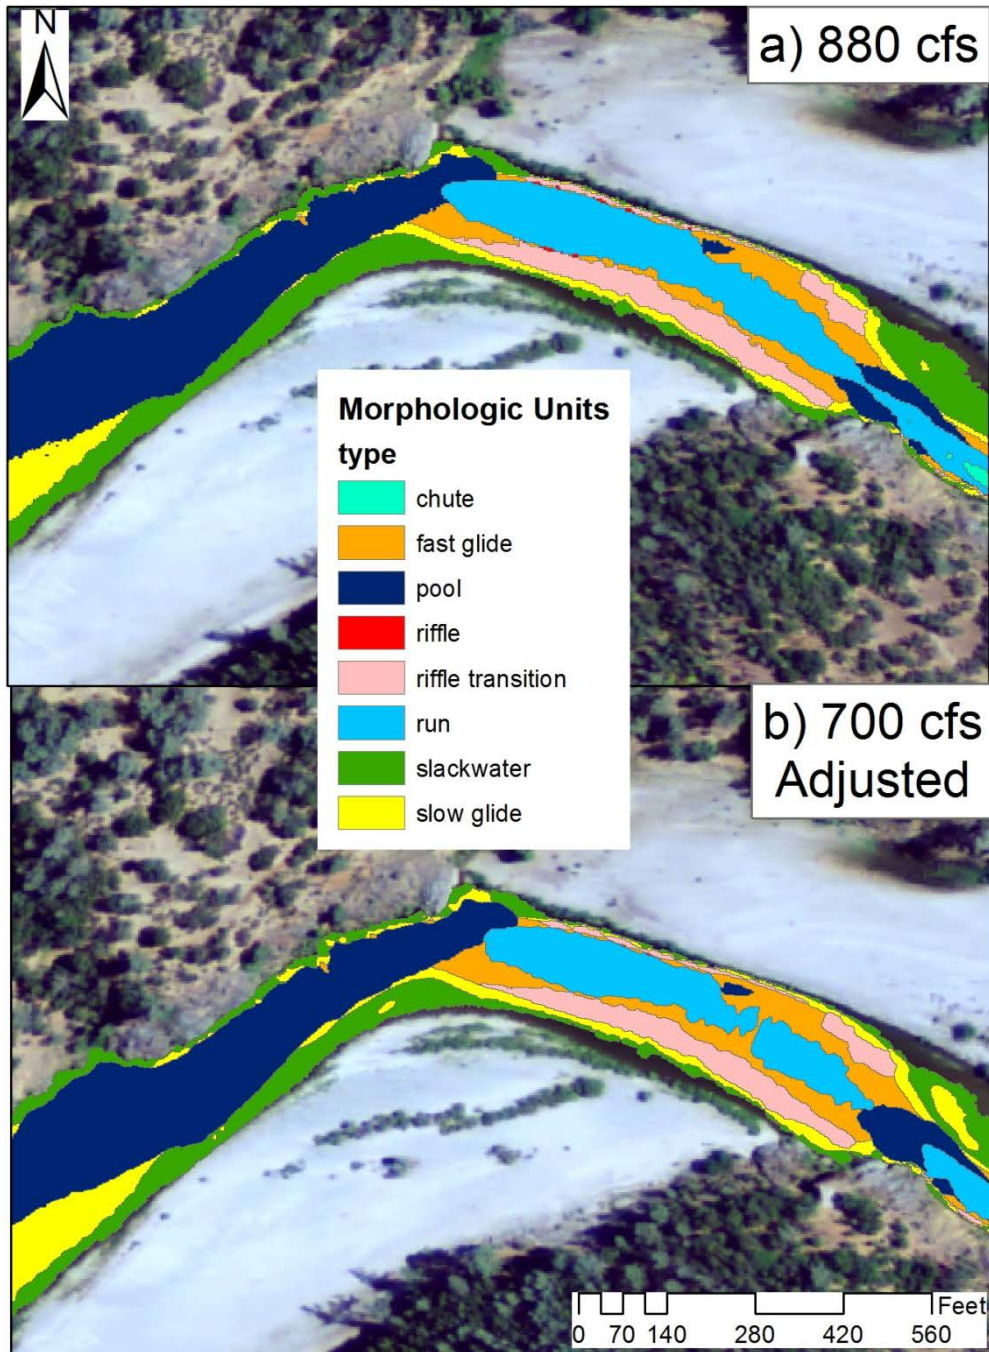 N
a) 880 cfs
Morphologic Units
type
chute
fast glide
pool
riffle
riffle transition
run
slackwater
slow glide
b) 700 cfs
Adjusted
Feet
0 70 140 280 420 560